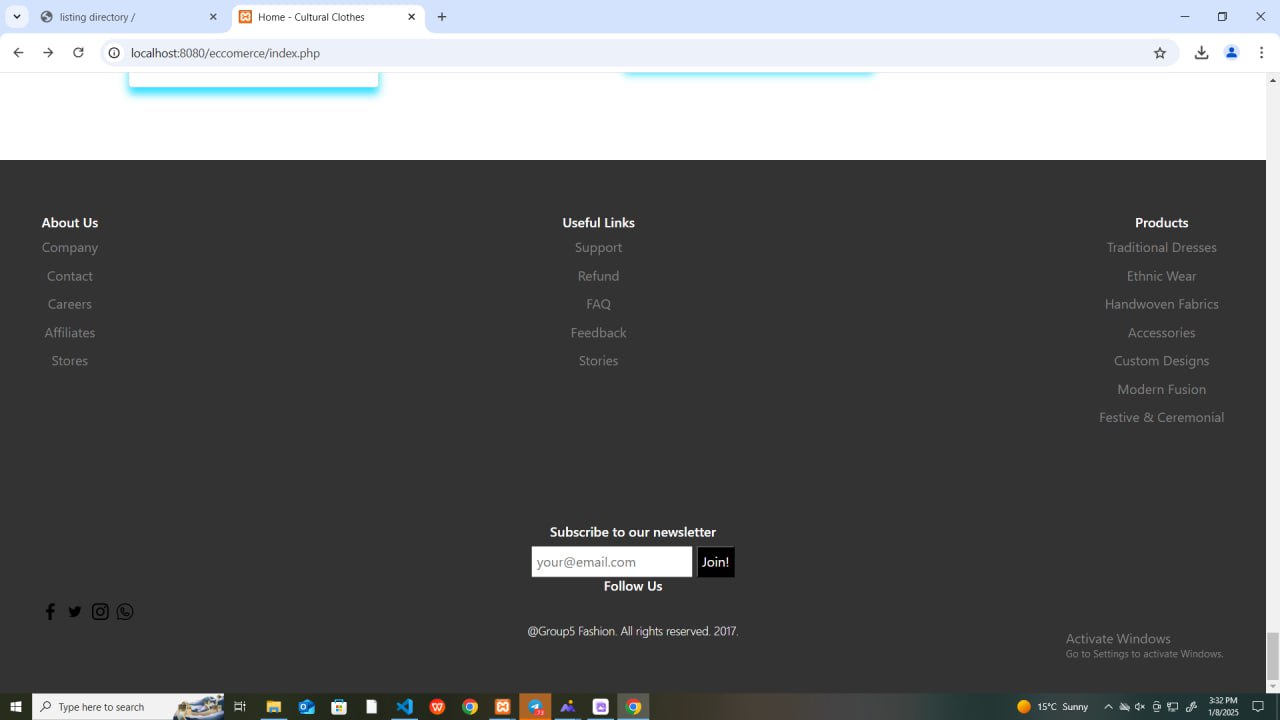 listing directory /
Home - Cultural Clothes
localhost:8080/eccomerce/index.php
About Us
Company
Contact
Careers
Affiliates
Stores
Useful Links
Support
Refund
FAQ
Feedback
Stories
Products
Traditional Dresses
Ethnic Wear
Handwoven Fabrics
Accessories
Custom Designs
Modern Fusion
Festive & Ceremonial
Subscribe to our newsletter
your@email.com Join!
Follow Us
@Group5 Fashion. All rights reserved. 2017.
Activate Windows
Go to Settings to activate Windows.
Type here to search
15°C Sunny
3:32 PM
1/8/2025